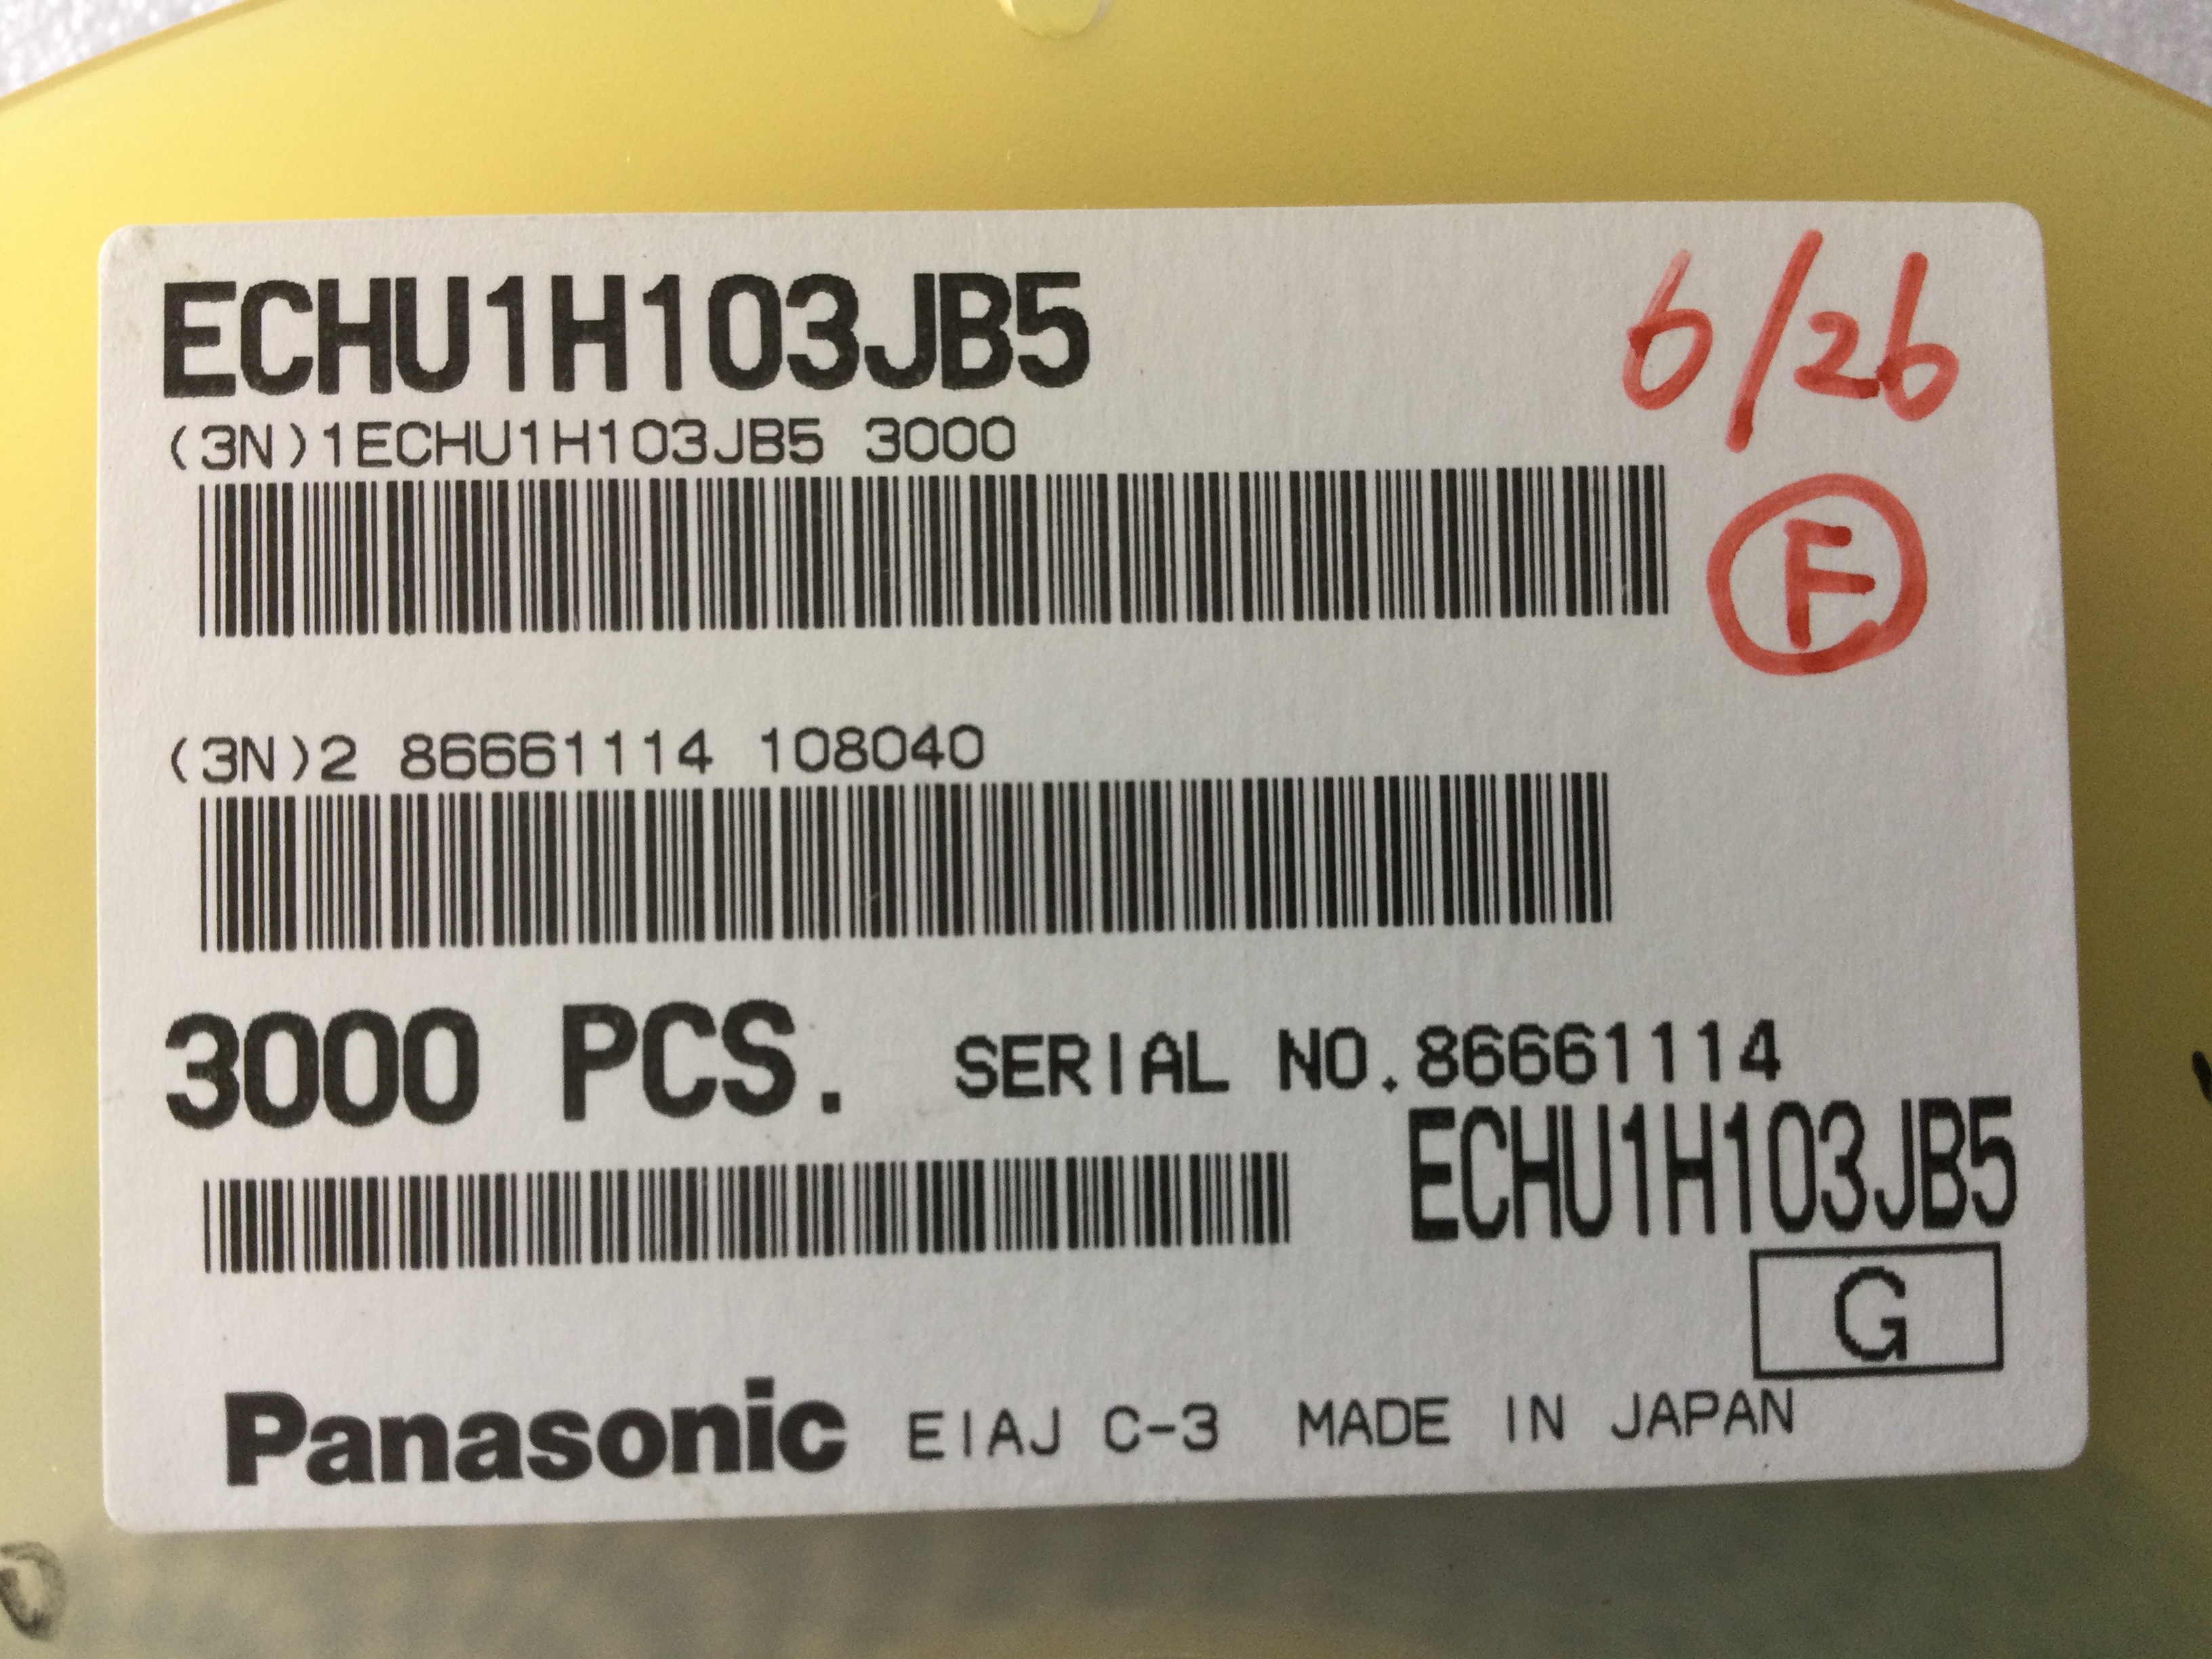 ECHU1H103JB5
6/26
(3N)1ECHU1H103JB5 3000
F
(3N)2 86661114 108040
3000 PCS. SERIAL NO.86661114
ECHU1H103JB5
G
Panasonic EIAJ C-3 MADE IN JAPAN